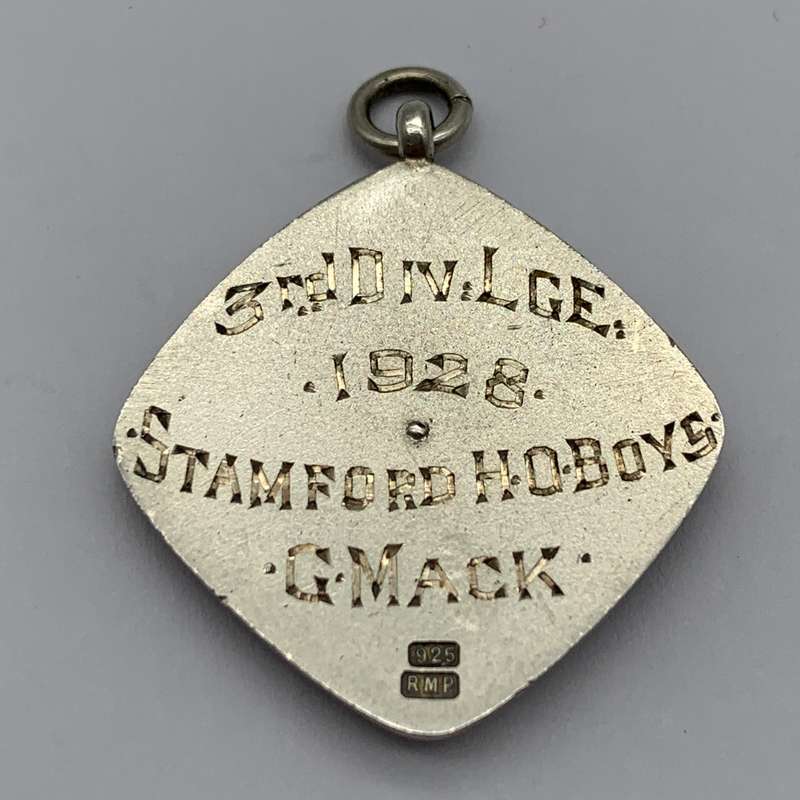 3rd DIV. LGE.
·1928·
·STAMFORD H·O·BOYS·
·G·MACK·
925
RMP